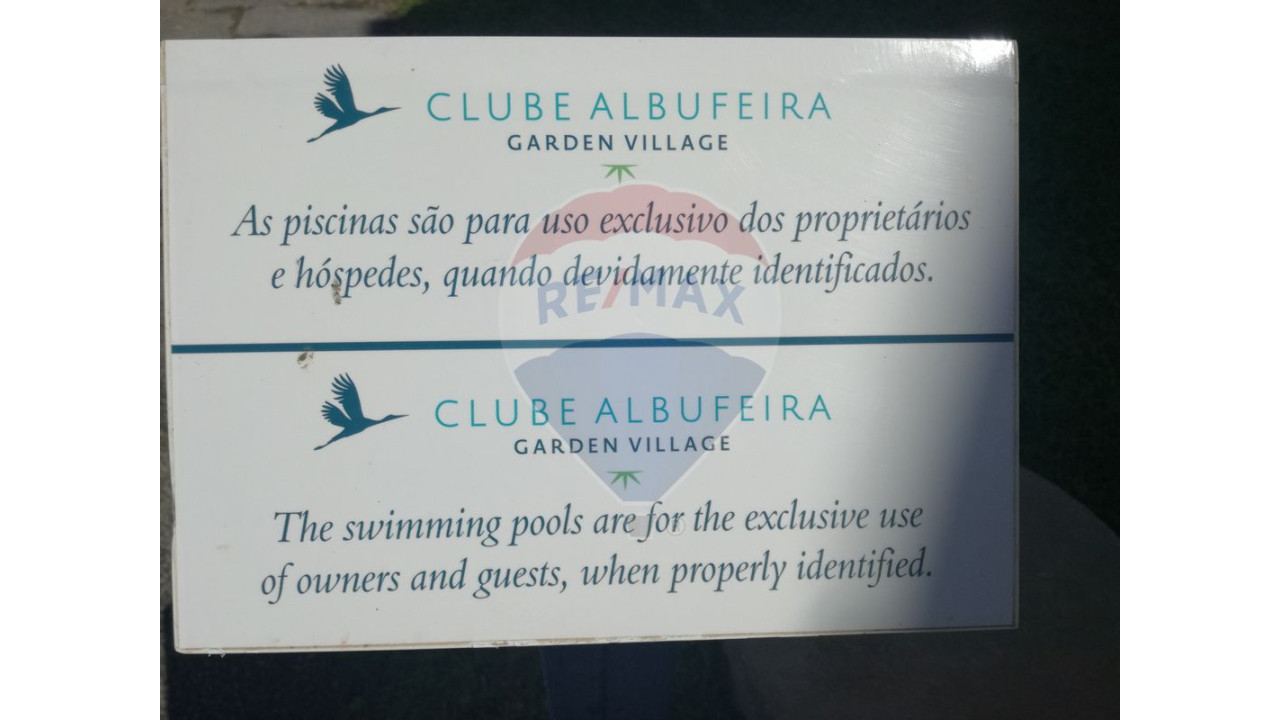 CLUBE ALBUFEIRA
GARDEN VILLAGE
As piscinas são para uso exclusivo dos proprietários
e hóspedes, quando devidamente identificados.
RE/MAX
CLUBE ALBUFEIRA
GARDEN VILLAGE
The swimming pools are for the exclusive use
of owners and guests, when properly identified.